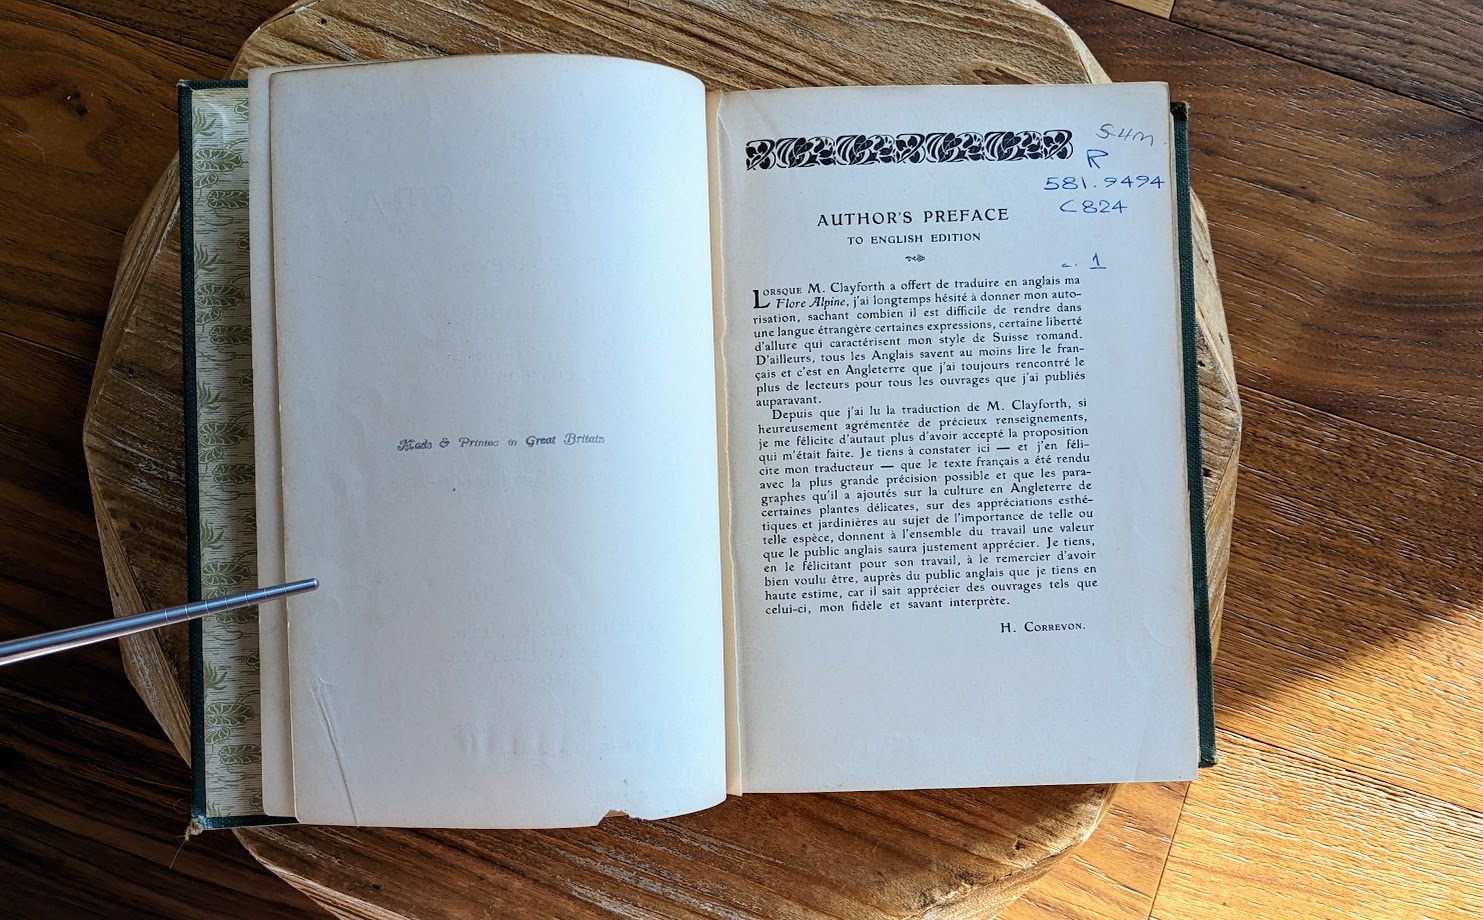 Made & Printed in Great Britain
S-4m.
R
581.9494
C824
AUTHOR'S PREFACE
TO ENGLISH EDITION
c. 1
LORSQUE M. Clayforth a offert de traduire en anglais ma
Flore Alpine, j'ai longtemps hésité à donner mon auto-
risation, sachant combien il est difficile de rendre dans
une langue étrangère certaines expressions, certaine liberté
d'allure qui caractérisent mon style de Suisse romand.
D'ailleurs, tous les Anglais savent au moins lire le fran-
çais et c'est en Angleterre que j'ai toujours rencontré le
plus de lecteurs pour tous les ouvrages que j'ai publiés
auparavant.
Depuis que j'ai lu la traduction de M. Clayforth, si
heureusement agrémentée de précieux renseignements,
je me félicite d'autaut plus d'avoir accepté la proposition
qui m'était faite. Je tiens à constater ici — et j'en féli-
cite mon traducteur — que le texte français a été rendu
avec la plus grande précision possible et que les para-
graphes qu'il a ajoutés sur la culture en Angleterre de
certaines plantes délicates, sur des appréciations esthé-
tiques et jardinières au sujet de l'importance de telle ou
telle espèce, donnent à l'ensemble du travail une valeur
que le public anglais saura justement apprécier. Je tiens,
en le félicitant pour son travail, à le remercier d'avoir
bien voulu être, auprès du public anglais que je tiens en
haute estime, car il sait apprécier des ouvrages tels que
celui-ci, mon fidèle et savant interprète.
H. CORREVON.